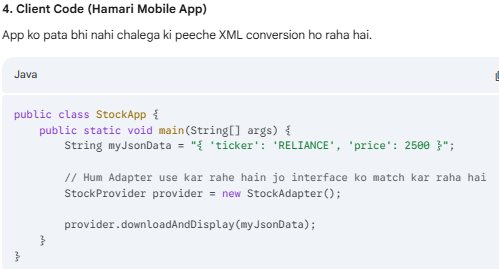 4. Client Code (Hamari Mobile App)
App ko pata bhi nahi chalega ki peeche XML conversion ho raha hai.
Java
public class StockApp {
    public static void main(String[] args) {
        String myJsonData = "{ 'ticker': 'RELIANCE', 'price': 2500 }";
        // Hum Adapter use kar rahe hain jo interface ko match kar raha hai
        StockProvider provider = new StockAdapter();
        provider.downloadAndDisplay(myJsonData);
    }
}